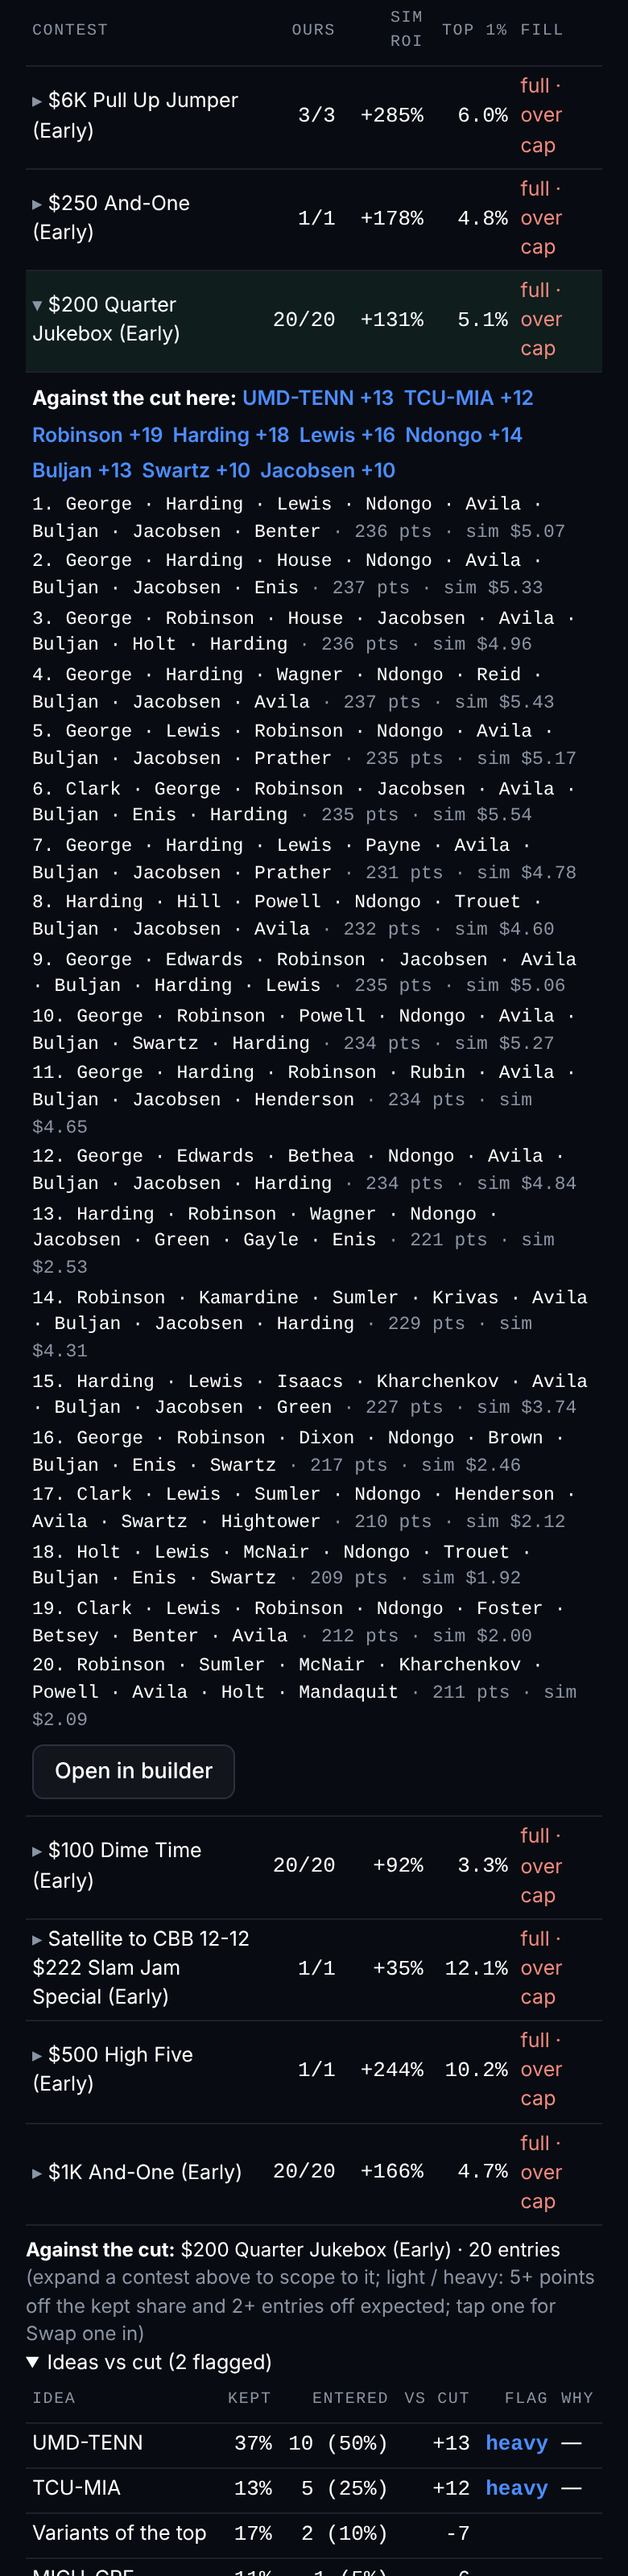 CONTEST OURS SIM ROI TOP 1% FILL
▸ $6K Pull Up Jumper (Early) 3/3 +285% 6.0% full · over cap
▸ $250 And-One (Early) 1/1 +178% 4.8% full · over cap
▾ $200 Quarter Jukebox (Early) 20/20 +131% 5.1% full · over cap
Against the cut here: UMD-TENN +13 TCU-MIA +12
Robinson +19 Harding +18 Lewis +16 Ndongo +14
Buljan +13 Swartz +10 Jacobsen +10
1. George · Harding · Lewis · Ndongo · Avila ·
Buljan · Jacobsen · Benter · 236 pts · sim $5.07
2. George · Harding · House · Ndongo · Avila ·
Buljan · Jacobsen · Enis · 237 pts · sim $5.33
3. George · Robinson · House · Jacobsen · Avila ·
Buljan · Holt · Harding · 236 pts · sim $4.96
4. George · Harding · Wagner · Ndongo · Reid ·
Buljan · Jacobsen · Avila · 237 pts · sim $5.43
5. George · Lewis · Robinson · Ndongo · Avila ·
Buljan · Jacobsen · Prather · 235 pts · sim $5.17
6. Clark · George · Robinson · Jacobsen · Avila ·
Buljan · Enis · Harding · 235 pts · sim $5.54
7. George · Harding · Lewis · Payne · Avila ·
Buljan · Jacobsen · Prather · 231 pts · sim $4.78
8. Harding · Hill · Powell · Ndongo · Trouet ·
Buljan · Jacobsen · Avila · 232 pts · sim $4.60
9. George · Edwards · Robinson · Jacobsen · Avila
· Buljan · Harding · Lewis · 235 pts · sim $5.06
10. George · Robinson · Powell · Ndongo · Avila ·
Buljan · Swartz · Harding · 234 pts · sim $5.27
11. George · Harding · Robinson · Rubin · Avila ·
Buljan · Jacobsen · Henderson · 234 pts · sim
$4.65
12. George · Edwards · Bethea · Ndongo · Avila ·
Buljan · Jacobsen · Harding · 234 pts · sim $4.84
13. Harding · Robinson · Wagner · Ndongo ·
Jacobsen · Green · Gayle · Enis · 221 pts · sim
$2.53
14. Robinson · Kamardine · Sumler · Krivas · Avila
· Buljan · Jacobsen · Harding · 229 pts · sim
$4.31
15. Harding · Lewis · Isaacs · Kharchenkov · Avila
· Buljan · Jacobsen · Green · 227 pts · sim $3.74
16. George · Robinson · Dixon · Ndongo · Brown ·
Buljan · Enis · Swartz · 217 pts · sim $2.46
17. Clark · Lewis · Sumler · Ndongo · Henderson ·
Avila · Swartz · Hightower · 210 pts · sim $2.12
18. Holt · Lewis · McNair · Ndongo · Trouet ·
Buljan · Enis · Swartz · 209 pts · sim $1.92
19. Clark · Lewis · Robinson · Ndongo · Foster ·
Betsey · Benter · Avila · 212 pts · sim $2.00
20. Robinson · Sumler · McNair · Kharchenkov ·
Powell · Avila · Holt · Mandaquit · 211 pts · sim
$2.09
Open in builder
▸ $100 Dime Time (Early) 20/20 +92% 3.3% full · over cap
▸ Satellite to CBB 12-12 $222 Slam Jam Special (Early) 1/1 +35% 12.1% full · over cap
▸ $500 High Five (Early) 1/1 +244% 10.2% full · over cap
▸ $1K And-One (Early) 20/20 +166% 4.7% full · over cap
Against the cut: $200 Quarter Jukebox (Early) · 20 entries
(expand a contest above to scope to it; light / heavy: 5+ points
off the kept share and 2+ entries off expected; tap one for
Swap one in)
▼ Ideas vs cut (2 flagged)
IDEA KEPT ENTERED VS CUT FLAG WHY
UMD-TENN 37% 10 (50%) +13 heavy —
TCU-MIA 13% 5 (25%) +12 heavy —
Variants of the top 17% 2 (10%) -7